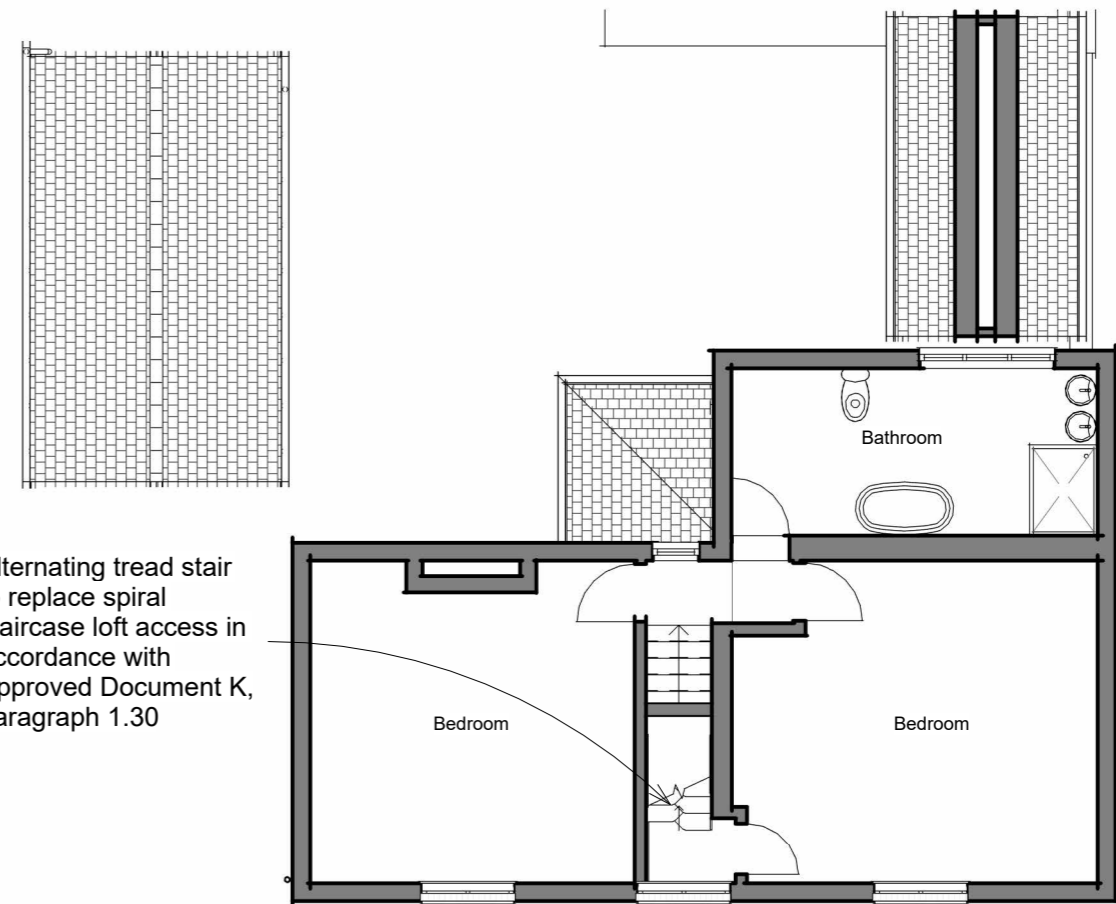 Bathroom
lternating tread stair
replace spiral
aircase loft access in
ccordance with
pproved Document K,
aragraph 1.30
Bedroom
Bedroom